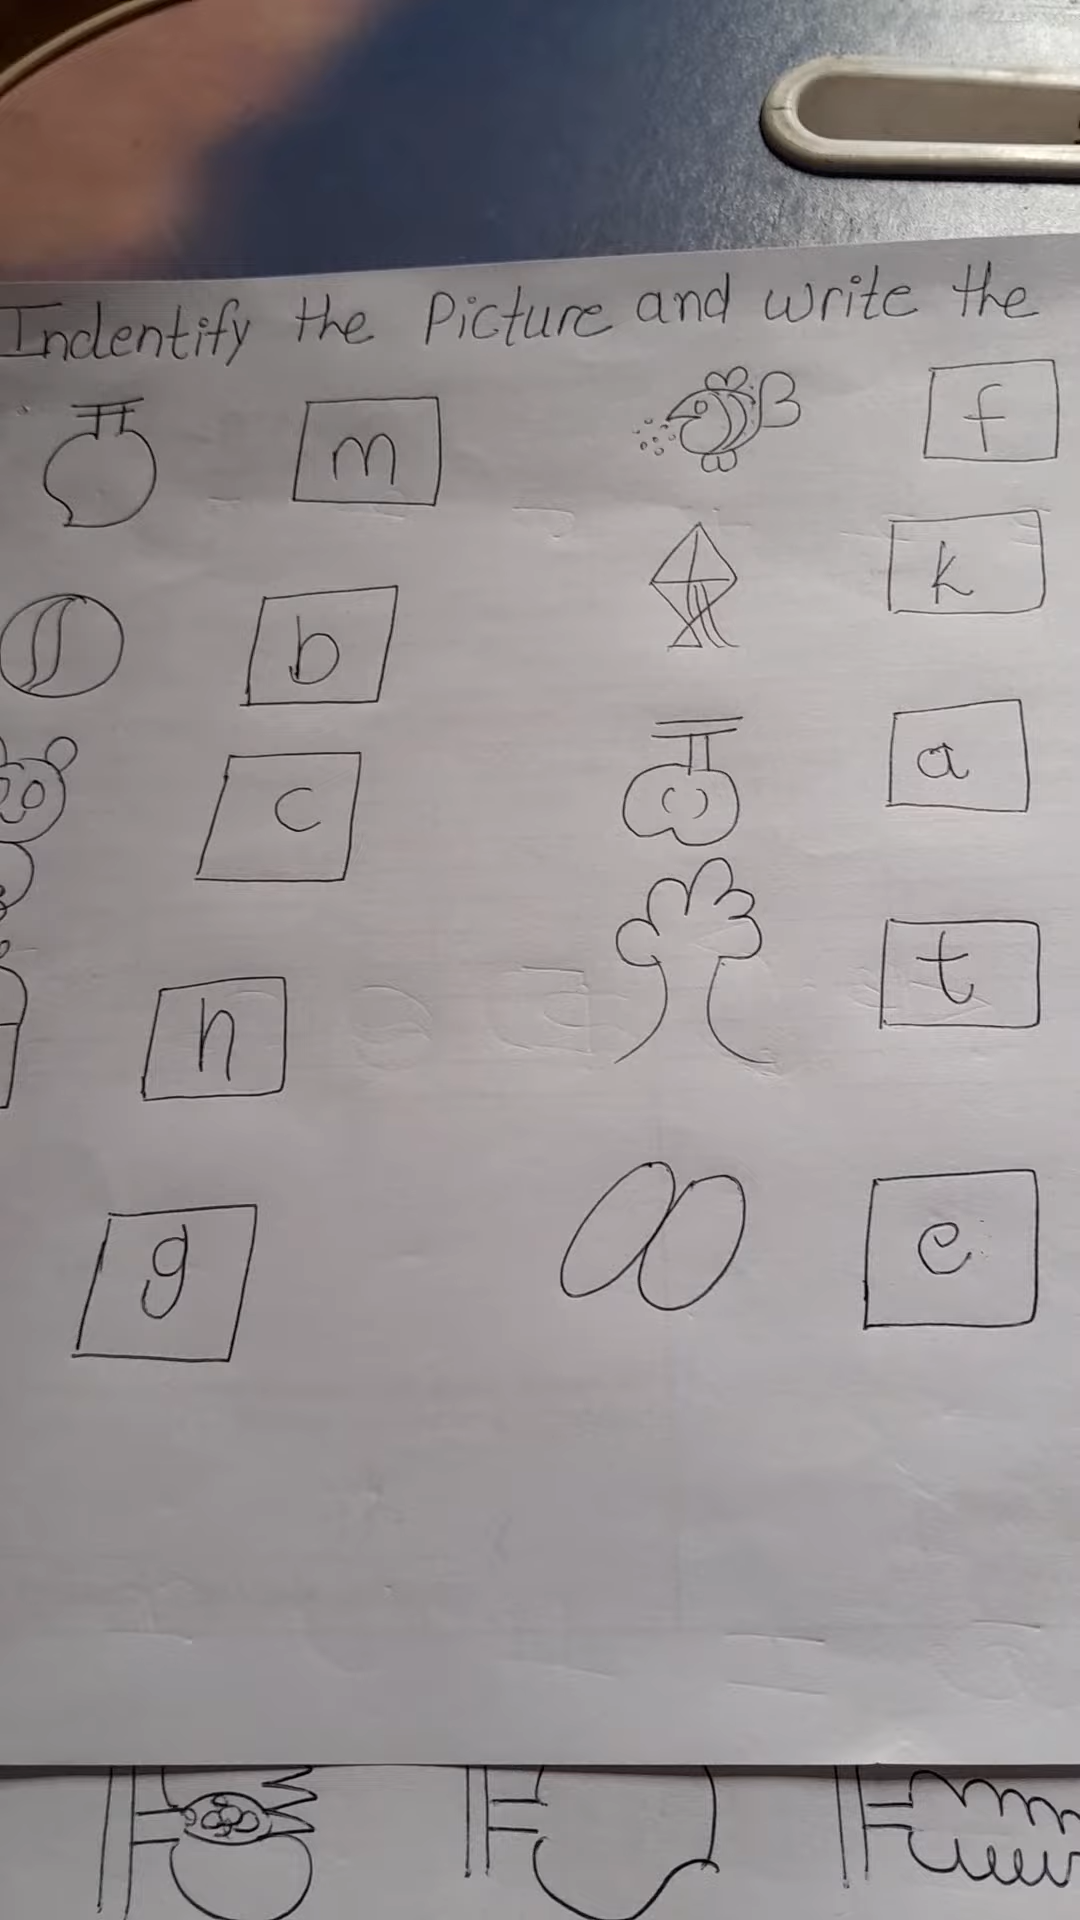 Indentify the Picture and write the
m f
b k
c a
h t
g e